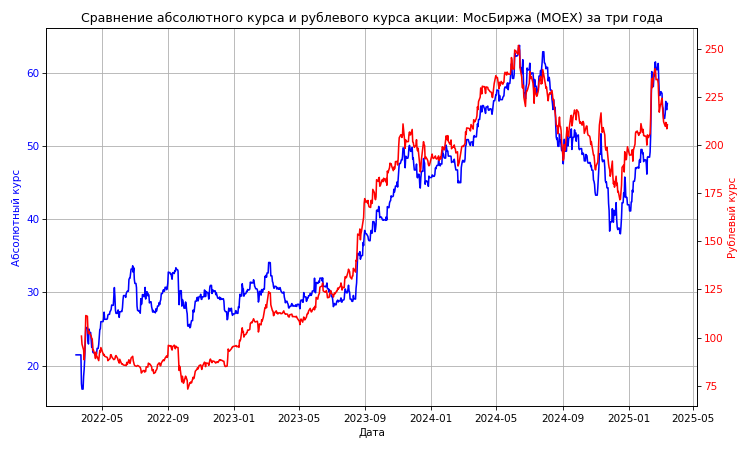 Сравнение абсолютного курса и рублевого курса акции: МосБиржа (MOEX) за три года
Абсолютный курс
60
50
40
30
20
Рублевый курс
250
225
200
175
150
125
100
75
2022-05 2022-09 2023-01 2023-05 2023-09 2024-01 2024-05 2024-09 2025-01 2025-05
Дата